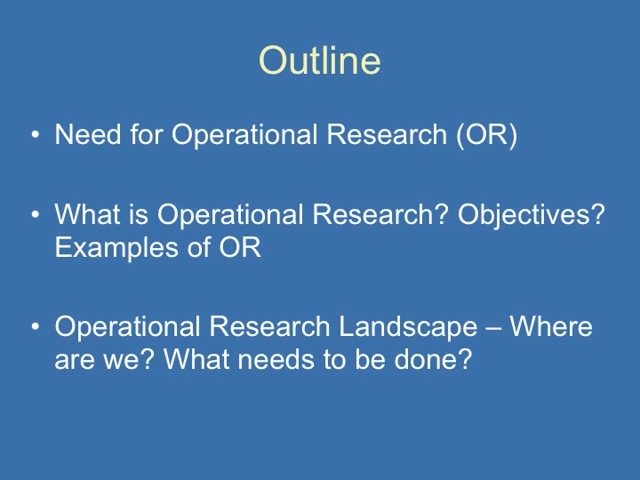 Outline
• Need for Operational Research (OR)
• What is Operational Research? Objectives?
Examples of OR
• Operational Research Landscape – Where
are we? What needs to be done?